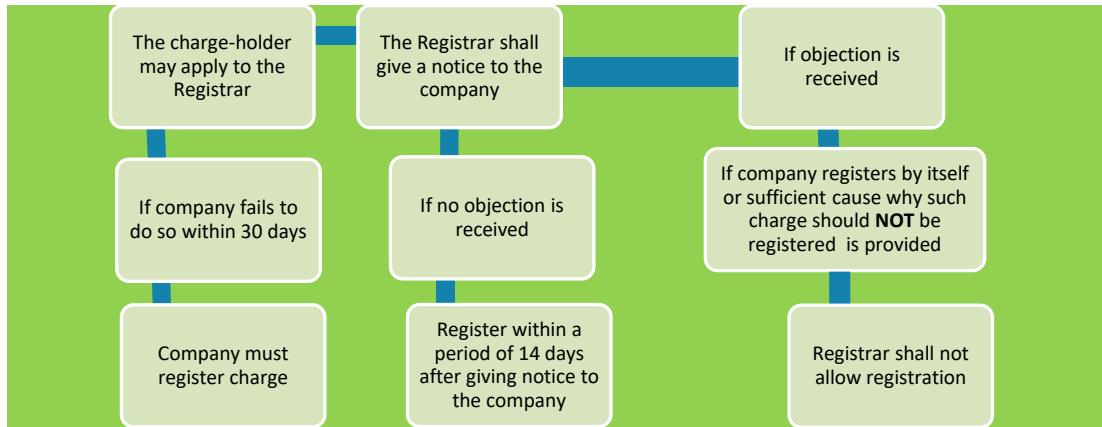 The charge-holder
may apply to the
Registrar
The Registrar shall
give a notice to the
company
If objection is
received
If company fails to
do so within 30 days
If no objection is
received
If company registers by itself
or sufficient cause why such
charge should NOT be
registered is provided
Company must
register charge
Register within a
period of 14 days
after giving notice to
the company
Registrar shall not
allow registration